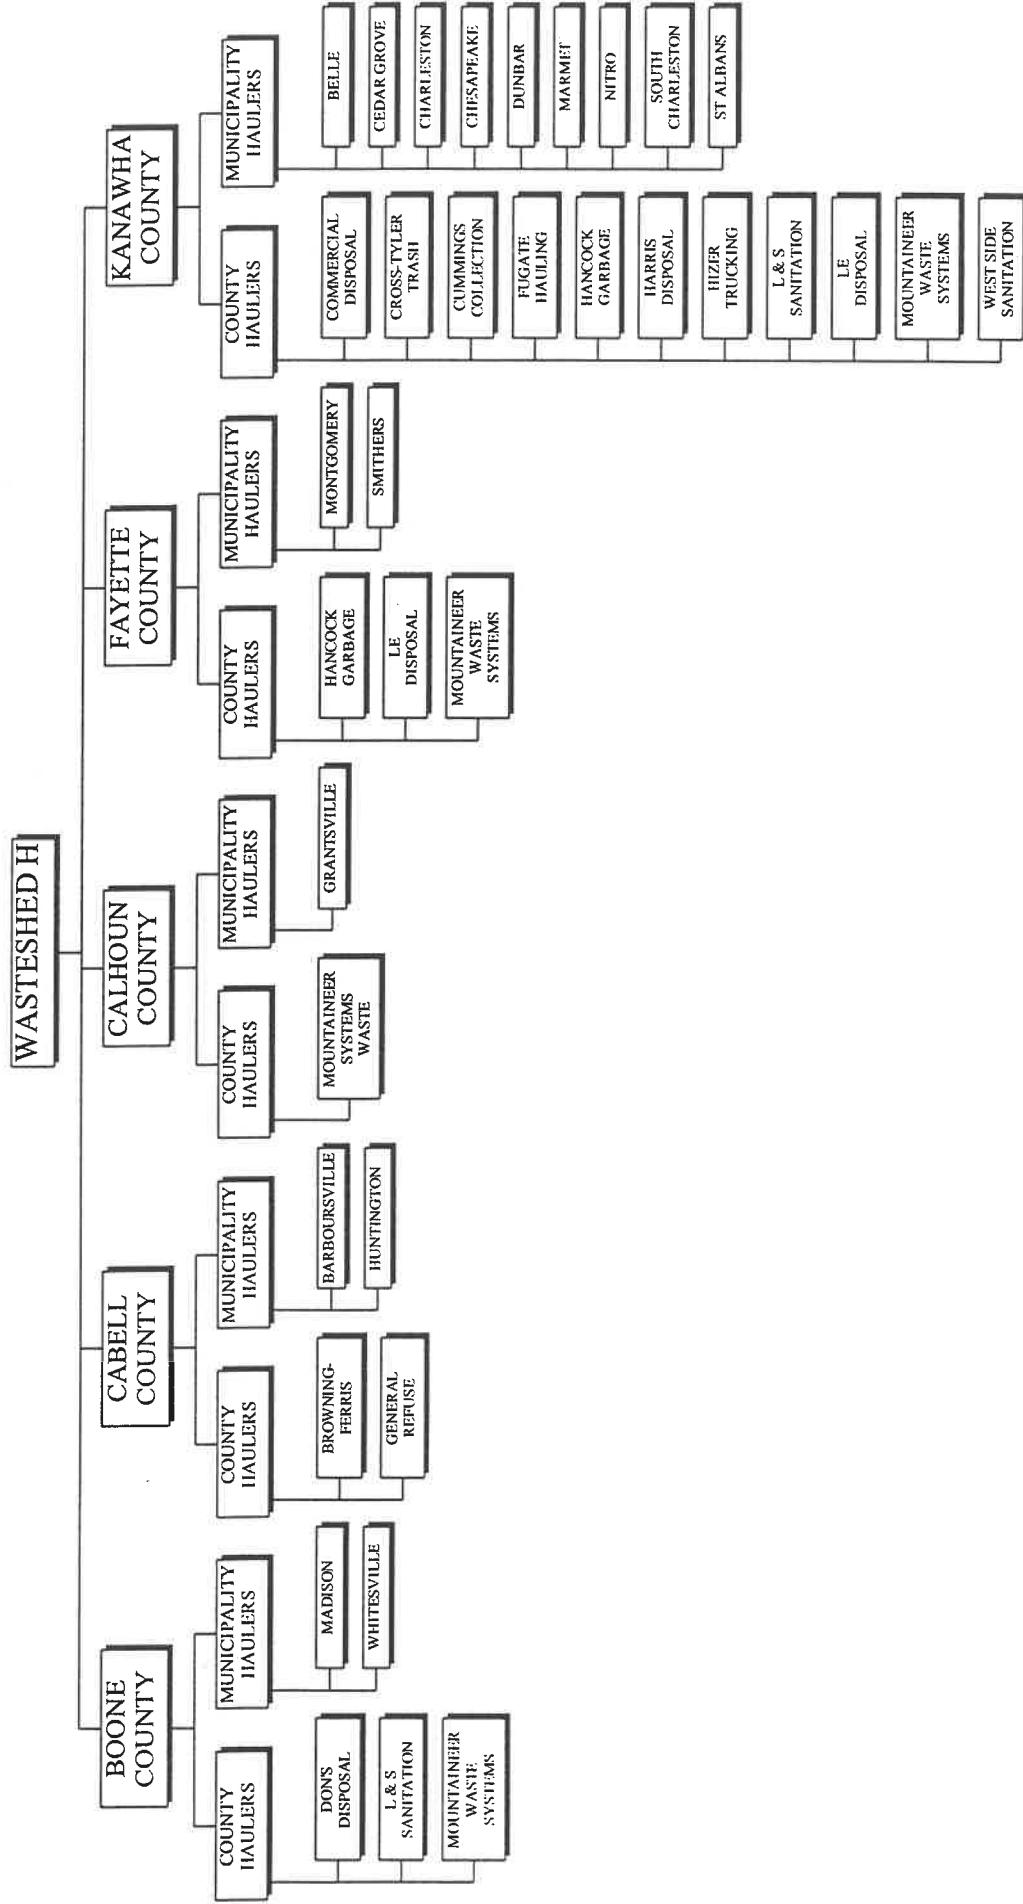 WASTESHED H
BOONE
COUNTY
COUNTY
HAULERS
DON'S
DISPOSAL
L & S
SANITATION
MOUNTAINEER
WASTE
SYSTEMS
MUNICIPALITY
HAULERS
MADISON
WHITESVILLE
CABELL
COUNTY
COUNTY
HAULERS
BROWNING-
FERRIS
GENERAL
REFUSE
MUNICIPALITY
HAULERS
BARBOURSVILLE
HUNTINGTON
CALHOUN
COUNTY
COUNTY
HAULERS
MOUNTAINEER
SYSTEMS
WASTE
MUNICIPALITY
HAULERS
GRANTSVILLE
FAYETTE
COUNTY
COUNTY
HAULERS
HANCOCK
GARBAGE
LE
DISPOSAL
MOUNTAINEER
WASTE
SYSTEMS
MUNICIPALITY
HAULERS
MONTGOMERY
SMITHERS
KANAWHA
COUNTY
COUNTY
HAULERS
COMMERCIAL
DISPOSAL
CROSS-TYLER
TRASH
CUMMINGS
COLLECTION
FUGATE
HAULING
HANCOCK
GARBAGE
HARRIS
DISPOSAL
HIZER
TRUCKING
L & S
SANITATION
LE
DISPOSAL
MOUNTAINEER
WASTE
SYSTEMS
WEST SIDE
SANITATION
MUNICIPALITY
HAULERS
BELLE
CEDAR GROVE
CHARLESTON
CHESAPEAKE
DUNBAR
MARMET
NITRO
SOUTH
CHARLESTON
ST ALBANS